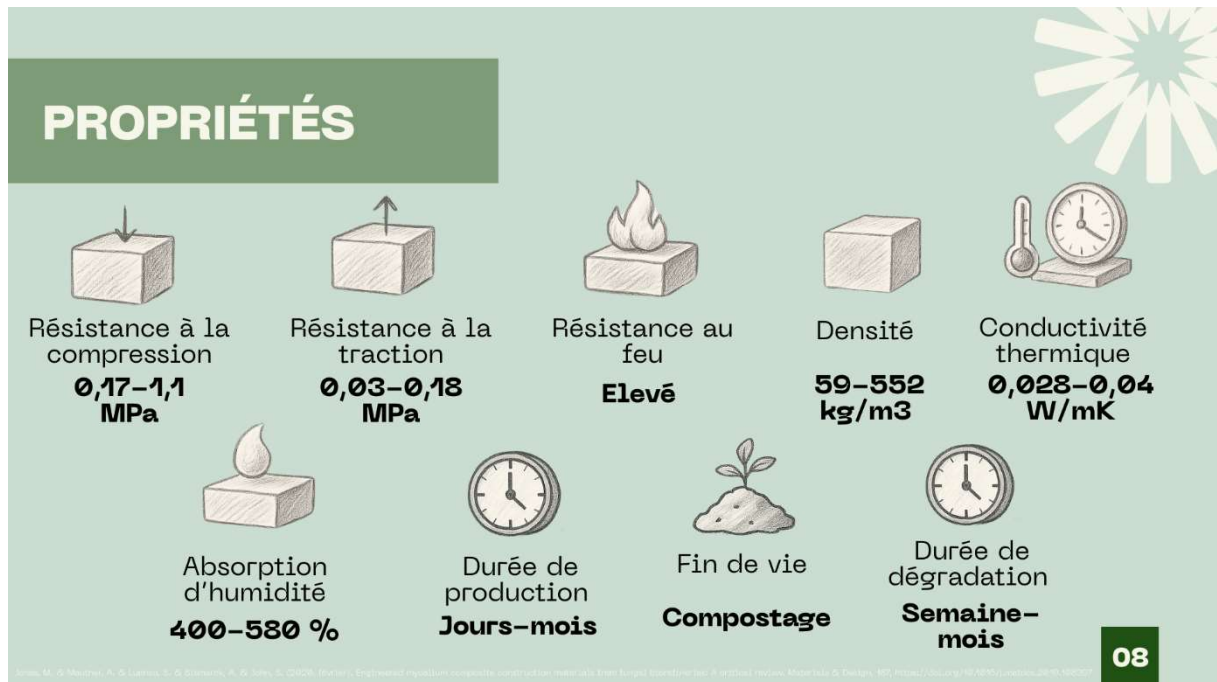 PROPRIÉTÉS
Résistance à la
compression
0,17–1,1
MPa
Résistance à la
traction
0,03–0,18
MPa
Résistance au
feu
Elevé
Densité
59–552
kg/m3
Conductivité
thermique
0,028–0,04
W/mK
Absorption
d'humidité
400–580 %
Durée de
production
Jours–mois
Fin de vie
Compostage
Durée de
dégradation
Semaine–
mois
08